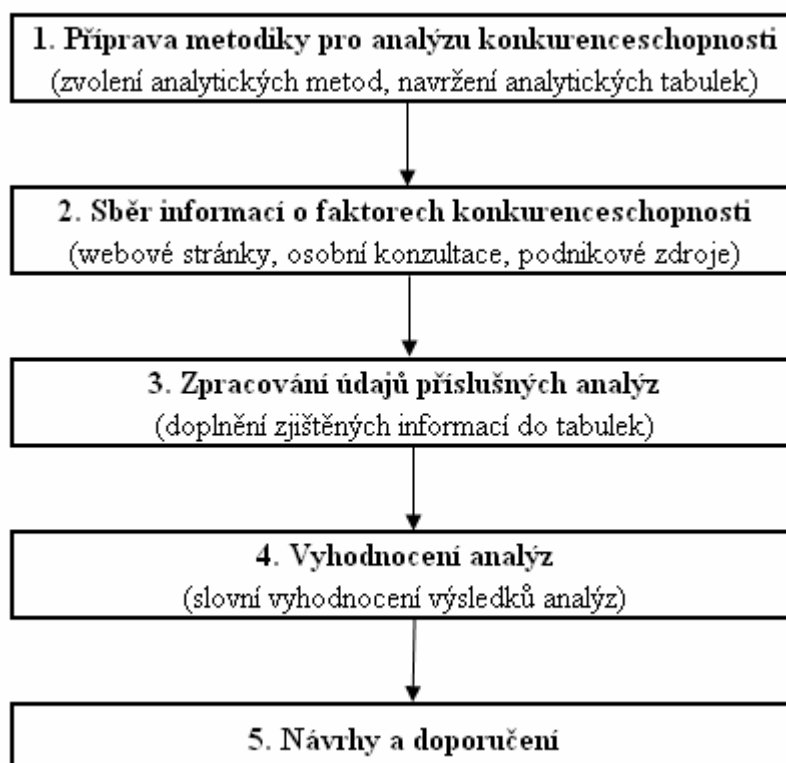 1. Příprava metodiky pro analýzu konkurenceschopnosti
(zvolení analytických metod, navržení analytických tabulek)
2. Sběr informací o faktorech konkurenceschopnosti
(webové stránky, osobní konzultace, podnikové zdroje)
3. Zpracování údajů příslušných analýz
(doplnění zjištěných informací do tabulek)
4. Vyhodnocení analýz
(slovní vyhodnocení výsledků analýz)
5. Návrhy a doporučení